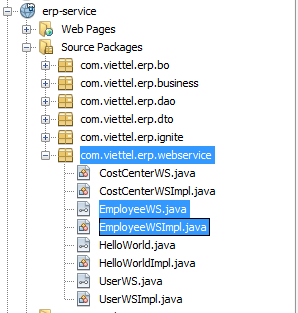 erp-service
Web Pages
Source Packages
com.viettel.erp.bo
com.viettel.erp.business
com.viettel.erp.dao
com.viettel.erp.dto
com.viettel.erp.ignite
com.viettel.erp.webservice
CostCenterWS.java
CostCenterWSImpl.java
EmployeeWS.java
EmployeeWSImpl.java
HelloWorld.java
HelloWorldImpl.java
UserWS.java
UserWSImpl.java